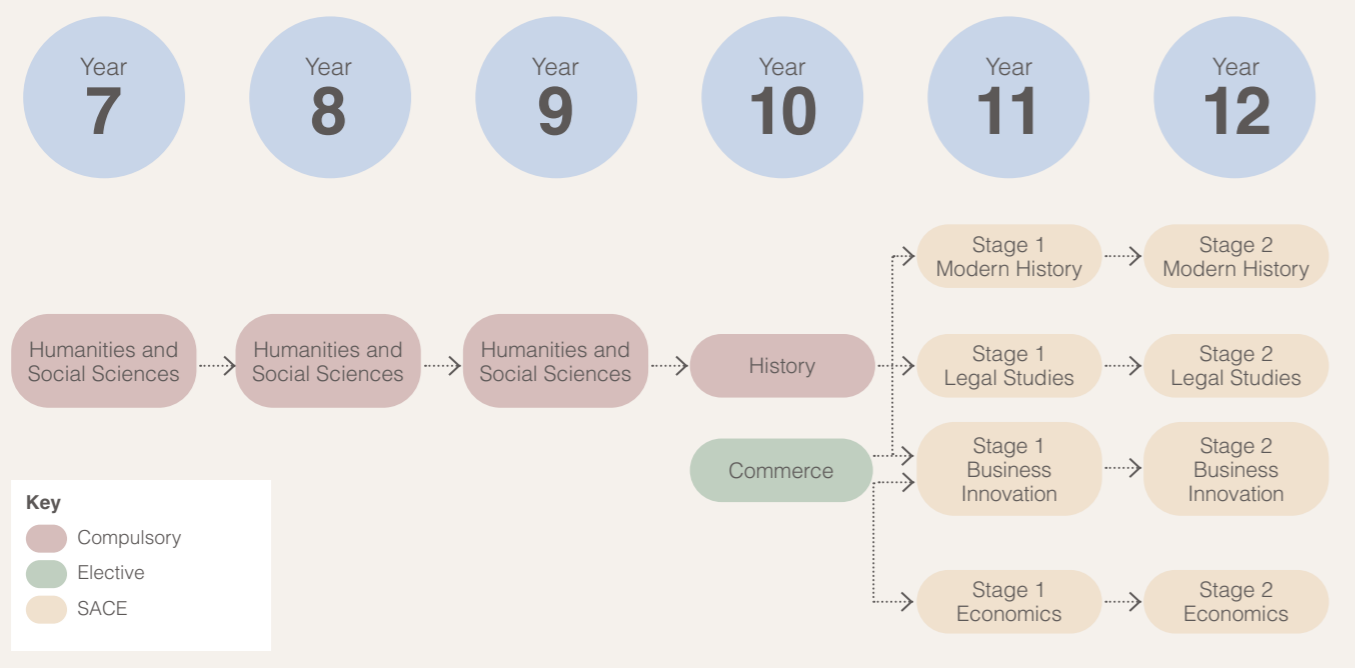 Year
7
Year
8
Year
9
Year
10
Year
11
Year
12
Humanities and
Social Sciences
Humanities and
Social Sciences
Humanities and
Social Sciences
History
Commerce
Stage 1
Modern History
Stage 2
Modern History
Stage 1
Legal Studies
Stage 2
Legal Studies
Stage 1
Business
Innovation
Stage 2
Business
Innovation
Stage 1
Economics
Stage 2
Economics
Key
Compulsory
Elective
SACE